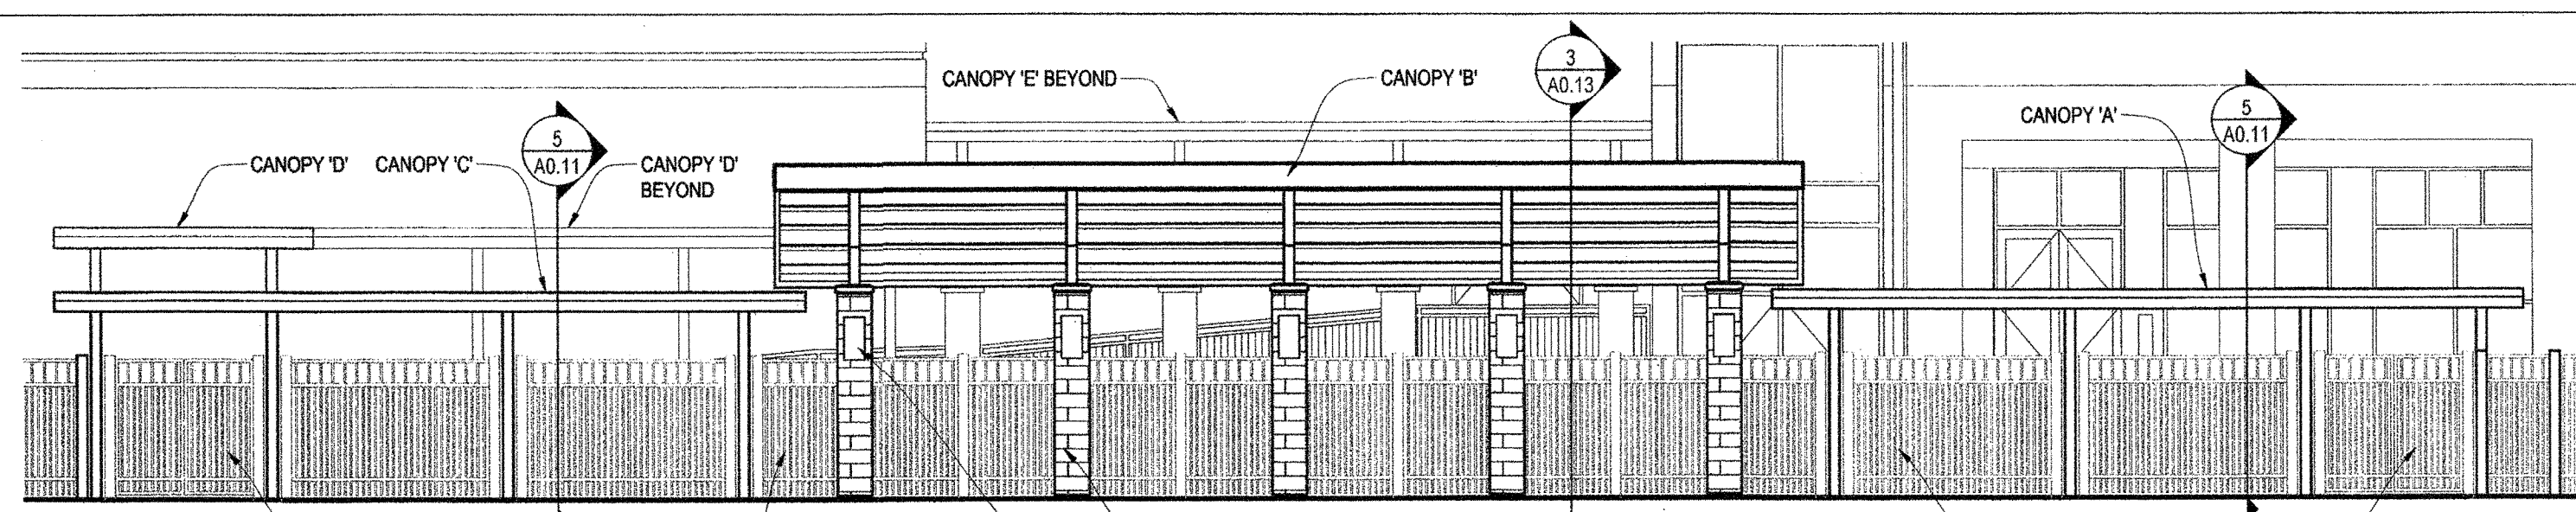 CANOPY 'E' BEYOND
CANOPY 'B'
3
A0.13
CANOPY 'A'
5
A0.11
CANOPY 'D'
CANOPY 'C'
5
A0.11
CANOPY 'D'
BEYOND